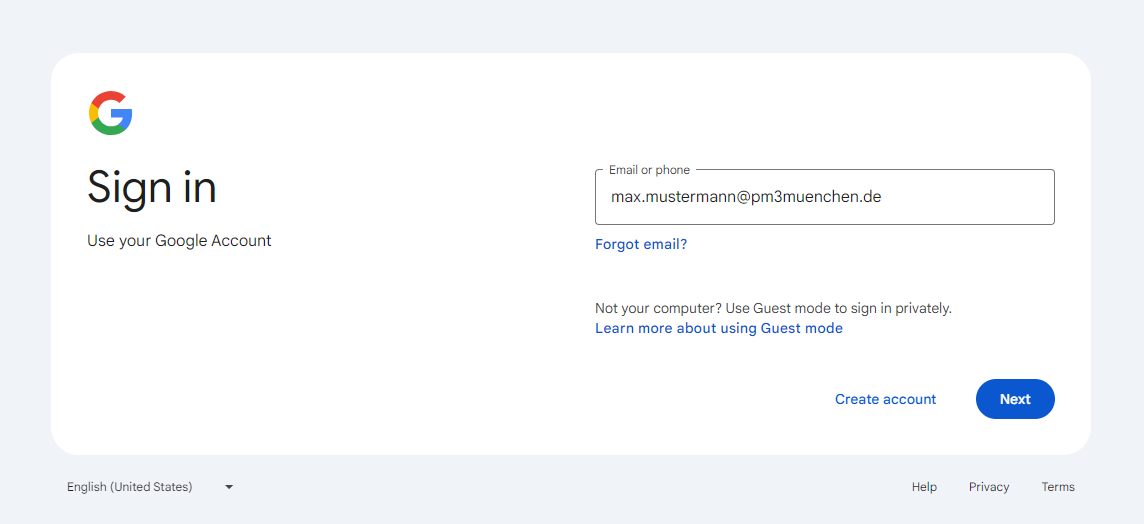 Sign in
Use your Google Account
Email or phone
max.mustermann@pm3muenchen.de
Forgot email?
Not your computer? Use Guest mode to sign in privately.
Learn more about using Guest mode
Create account
Next
English (United States)
Help
Privacy
Terms